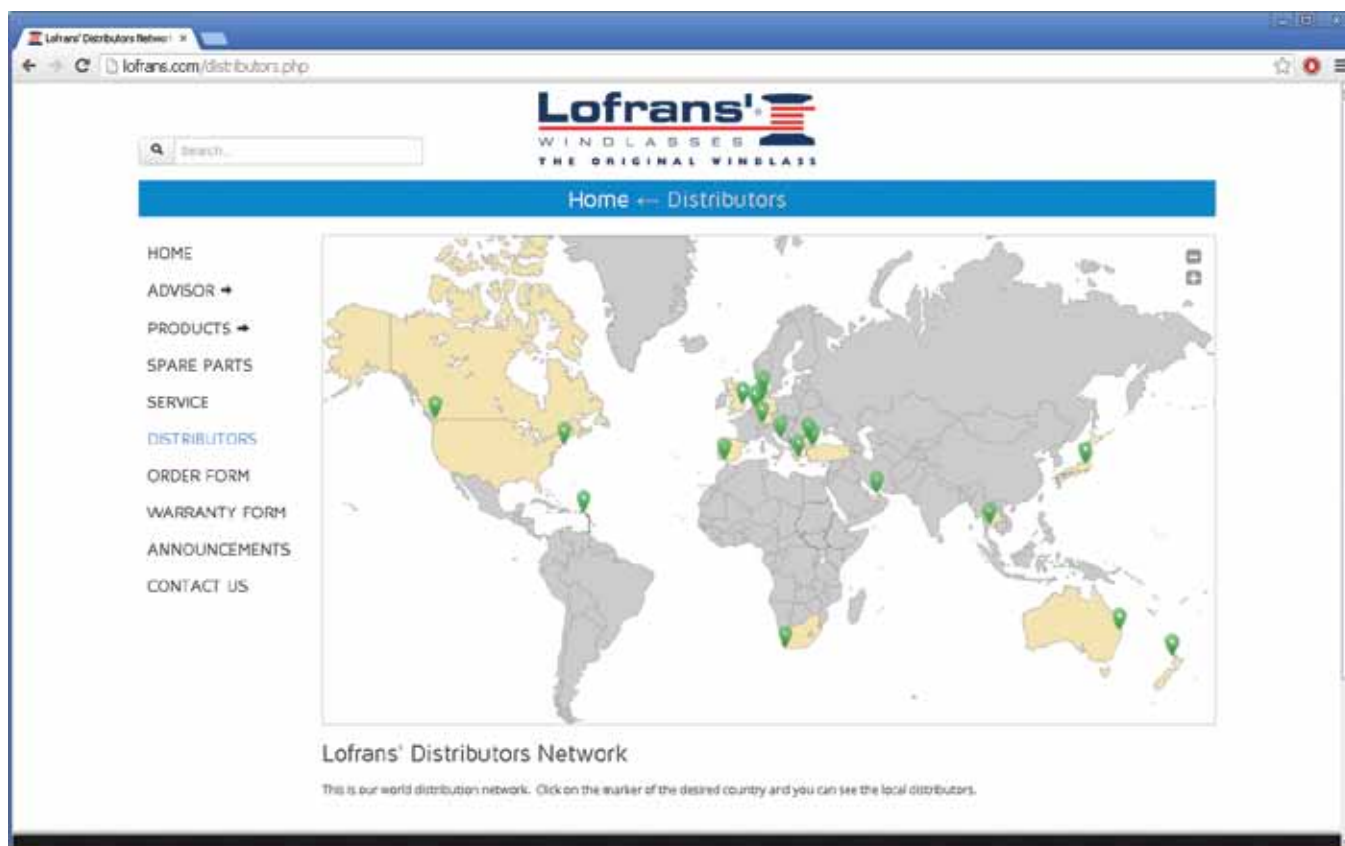 Lofrans' Distributors Network
lofrans.com/distributors.php
Lofrans'
WINDLASSES
THE ORIGINAL WINDLASS
Search...
Home ← Distributors
HOME
ADVISOR
PRODUCTS
SPARE PARTS
SERVICE
DISTRIBUTORS
ORDER FORM
WARRANTY FORM
ANNOUNCEMENTS
CONTACT US
Lofrans' Distributors Network
This is our world distribution network. Click on the marker of the desired country and you can see the local distributors.